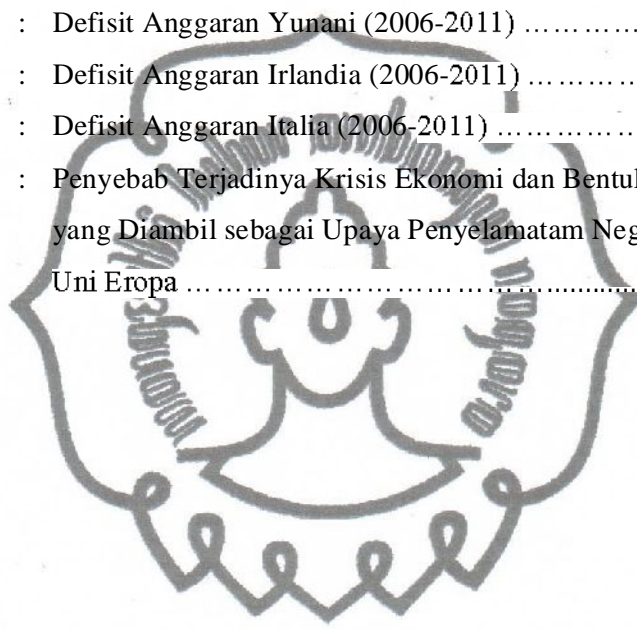 : Defisit Anggaran Yunani (2006-2011) ……………
: Defisit Anggaran Irlandia (2006-2011) ……………
: Defisit Anggaran Italia (2006-2011) ……………
: Penyebab Terjadinya Krisis Ekonomi dan
yang Diambil sebagai Upaya Penyelamatam
Uni Eropa ……………………………...............